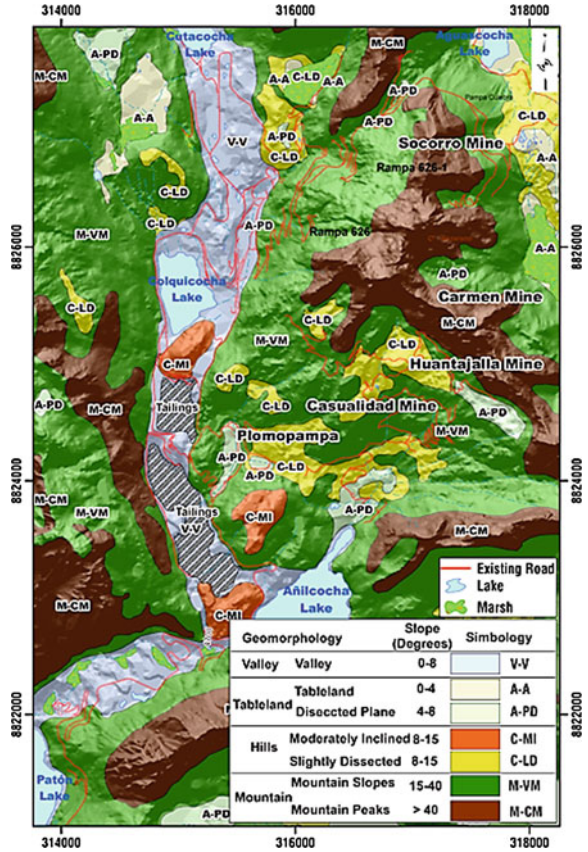 314000 316000 318000
Cutacocha
Lake
Aguascocha
Lake
M-CM
A-PD
M-CM
A-A
C-LD
A-A
A-PD
A-A
V-V
A-PD
C-LD
A-PD
Pampa Cuadra
C-LD
Socorro Mine
A-A
Rampa 626-1
C-LD
C-LD
A-PD
Rampa 626
M-VM
8826000
8826000
A-A
A-PD
Colquicocha
Lake
Carmen Mine
C-LD
C-LD
M-CM
M-VM
C-LD
C-MI
Huantajalla Mine
C-LD
Tailings
C-LD
A-PD
Casualidad Mine
A-PD
M-CM
M-VM
Plomopampa
A-PD
C-LD
A-PD
8824000
8824000
M-CM
Tailings
C-MI
A-PD
M-VM
V-V
M-CM
Existing Road
Lake
Marsh
M-CM
Añilcocha
Lake
C-MI
Geomorphology Slope (Degrees) Simbology
Valley Valley 0-8 V-V
Tableland Tableland 0-4 A-A
Diseccted Plane 4-8 A-PD
Hills Moderately Inclined 8-15 C-MI
Slightly Dissected 8-15 C-LD
Mountain Mountain Slopes 15-40 M-VM
Mountain Peaks > 40 M-CM
8822000
8822000
Patón
Lake
A-PD
314000 316000 318000